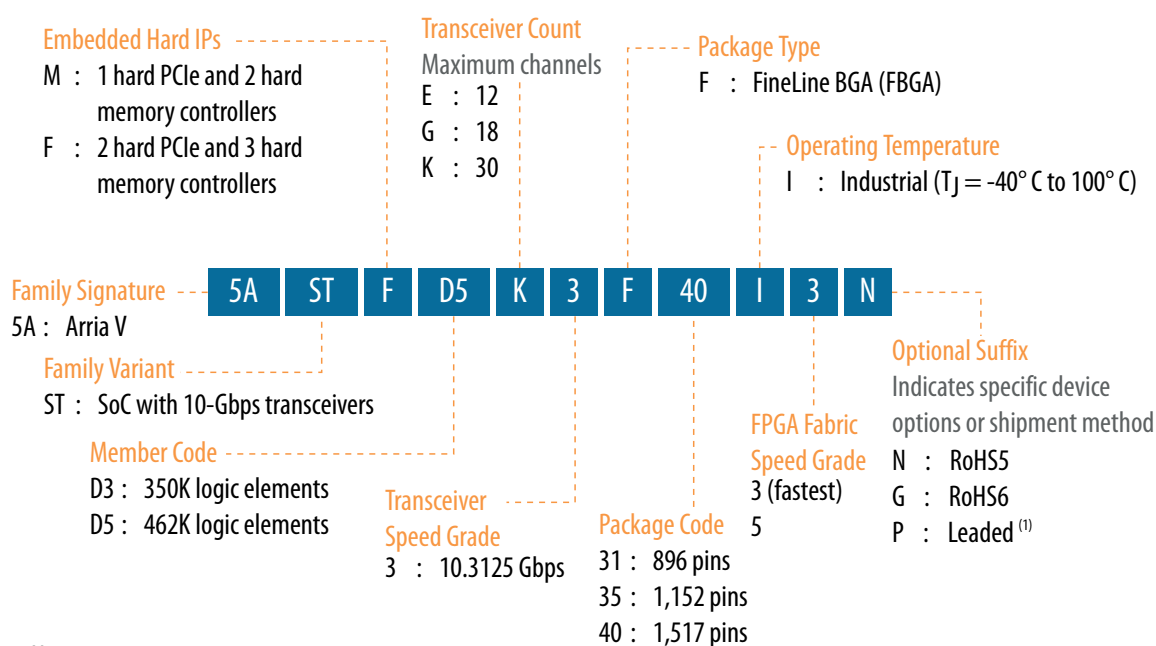 Embedded Hard IPs
M : 1 hard PCIe and 2 hard
memory controllers
F : 2 hard PCIe and 3 hard
memory controllers
Transceiver Count
Maximum channels
E : 12
G : 18
K : 30
Package Type
F : FineLine BGA (FBGA)
Operating Temperature
I : Industrial (TJ = -40° C to 100° C)
Family Signature
5A : Arria V
5A ST F D5 K 3 F 40 I 3 N
Family Variant
ST : SoC with 10-Gbps transceivers
Member Code
D3 : 350K logic elements
D5 : 462K logic elements
Transceiver
Speed Grade
3 : 10.3125 Gbps
Package Code
31 : 896 pins
35 : 1,152 pins
40 : 1,517 pins
FPGA Fabric
Speed Grade
3 (fastest)
5
Optional Suffix
Indicates specific device
options or shipment method
N : RoHS5
G : RoHS6
P : Leaded (1)